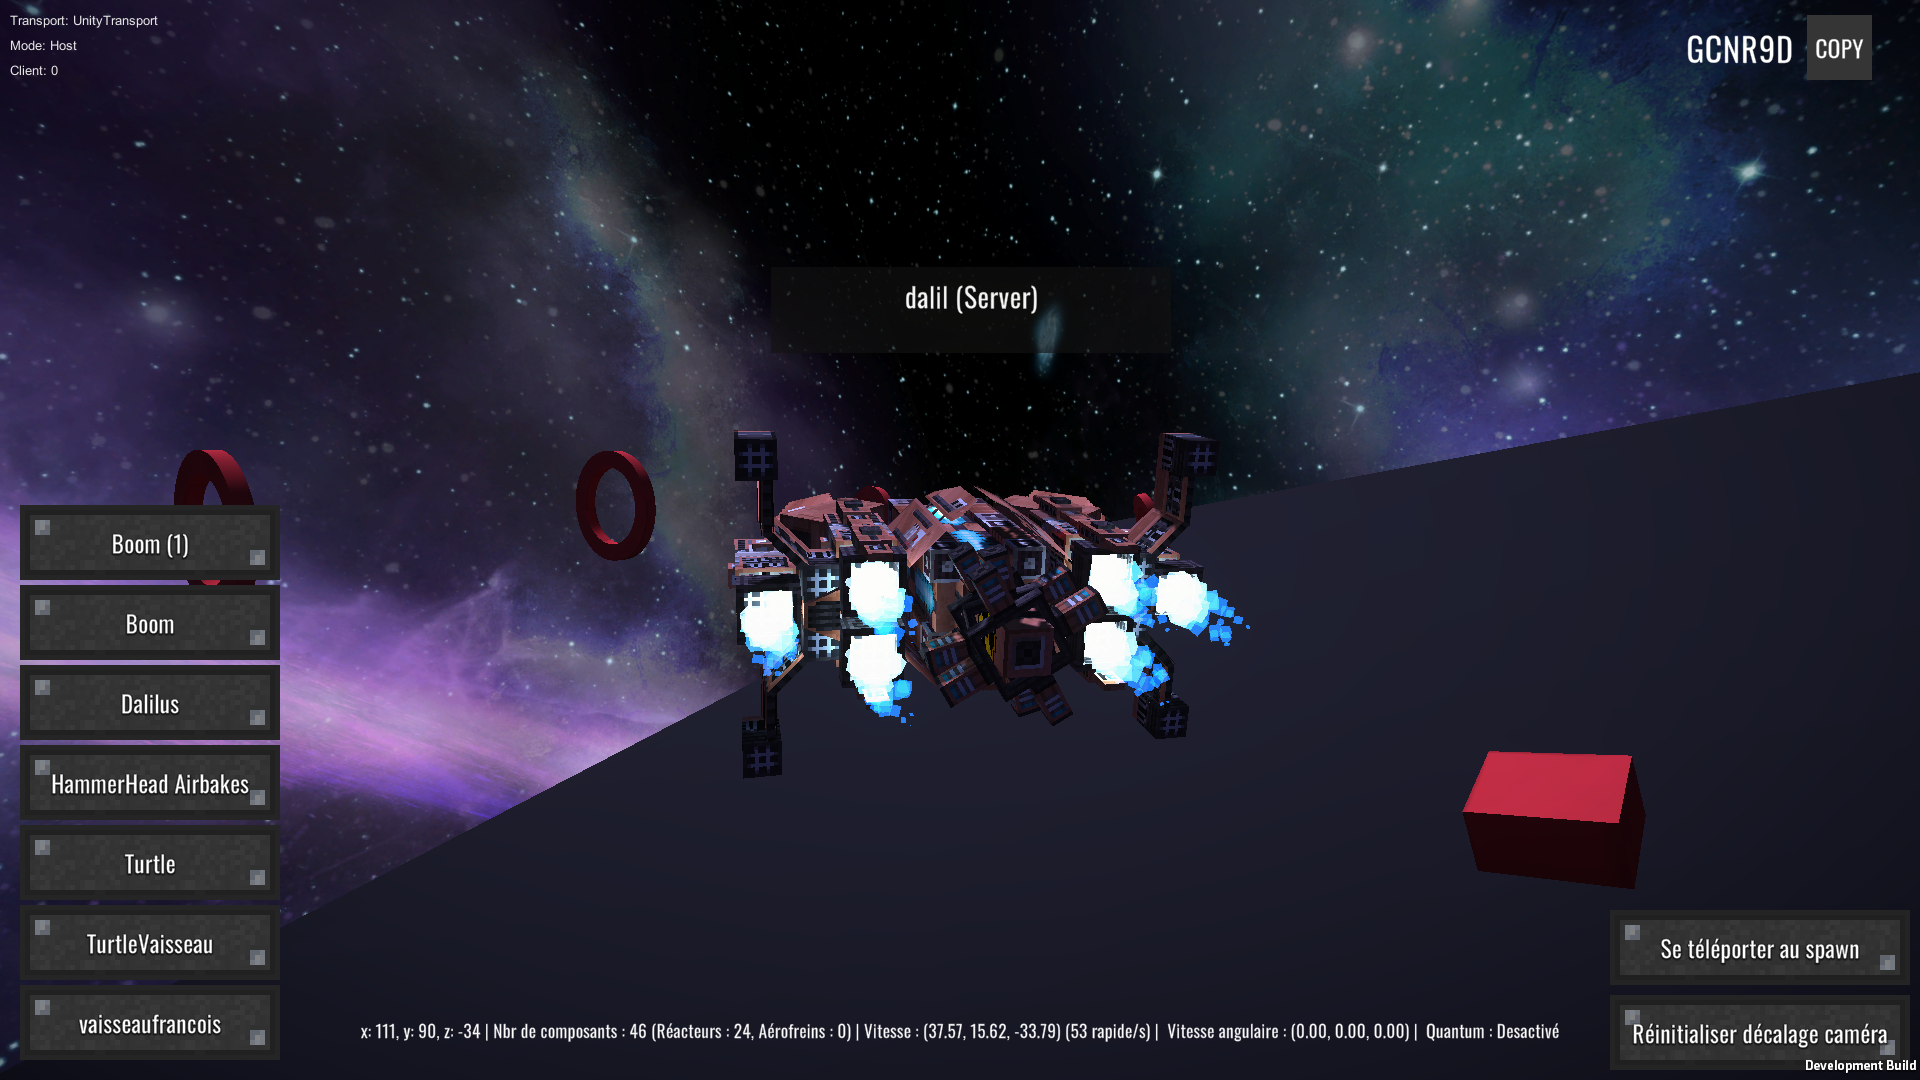 Transport: UnityTransport
Mode: Host
Client: 0
GCNR9D
COPY
dalil (Server)
Boom (1)
Boom
Dalilus
HammerHead Airbakes
Turtle
TurtleVaisseau
vaisseaufrancois
Se téléporter au spawn
Réinitialiser décalage caméra
x: 111, y: 90, z: -34 | Nbr de composants : 46 (Réacteurs : 24, Aérofreins : 0) | Vitesse : (37.57, 15.62, -33.79) (53 rapide/s) | Vitesse angulaire : (0.00, 0.00, 0.00) | Quantum : Desactivé
Development Build